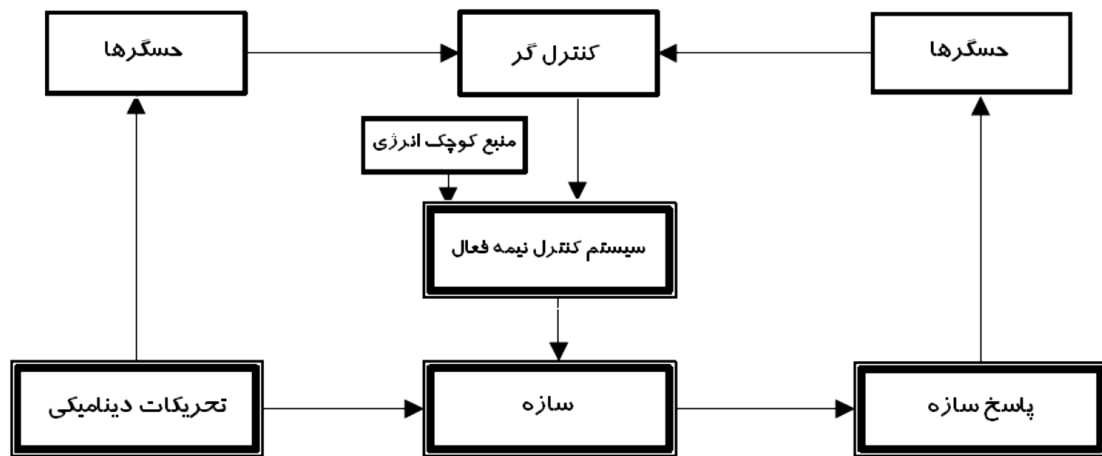 حسگرها
کنترل گر
حسگرها
منبع کوچک انرژی
سیستم کنترل نیمه فعال
تحریکات دینامیکی
سازه
پاسخ سازه